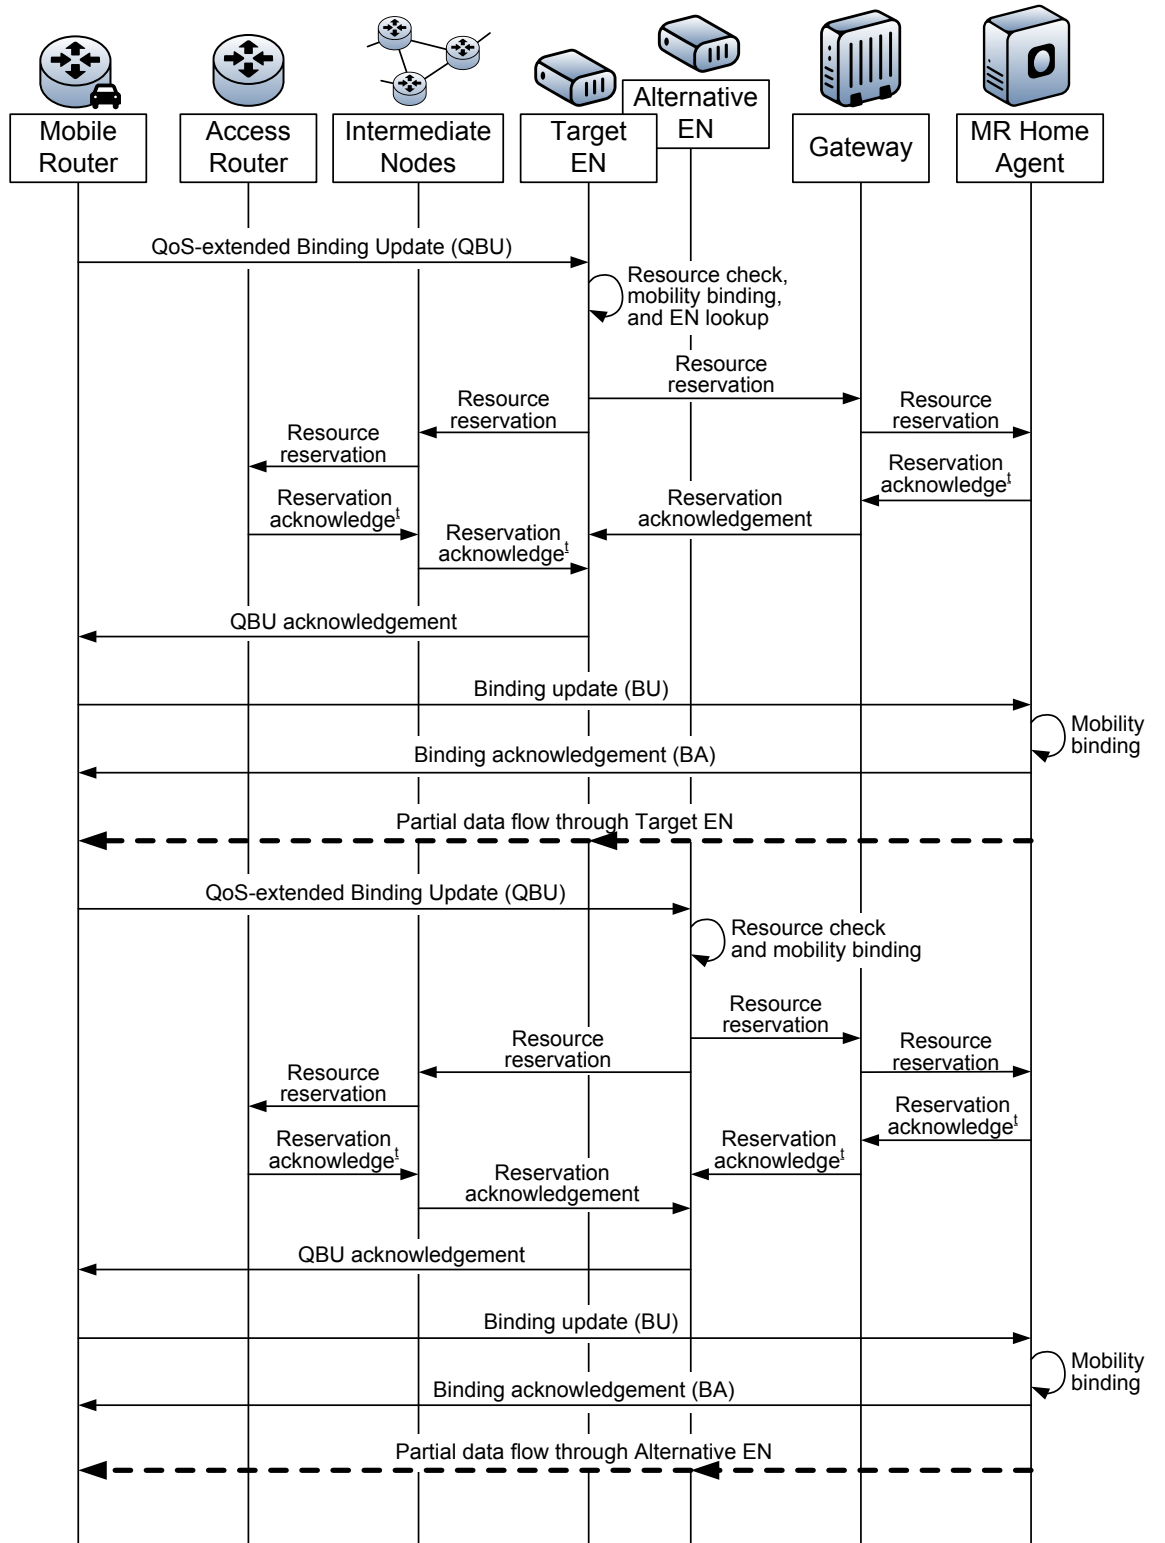 Mobile
Router
Access
Router
Intermediate
Nodes
Target
EN
Alternative
EN
Gateway
MR Home
Agent
QoS-extended Binding Update (QBU)
Resource check,
mobility binding,
and EN lookup
Resource
reservation
Resource
reservation
Resource
reservation
Resource
reservation
Reservation
acknowledge^t
Reservation
acknowledgement
Reservation
acknowledge^t
Reservation
acknowledge^t
QBU acknowledgement
Binding update (BU)
Mobility
binding
Binding acknowledgement (BA)
Partial data flow through Target EN
QoS-extended Binding Update (QBU)
Resource check
and mobility binding
Resource
reservation
Resource
reservation
Resource
reservation
Resource
reservation
Reservation
acknowledge^t
Reservation
acknowledge^t
Reservation
acknowledge^t
Reservation
acknowledgement
QBU acknowledgement
Binding update (BU)
Mobility
binding
Binding acknowledgement (BA)
Partial data flow through Alternative EN